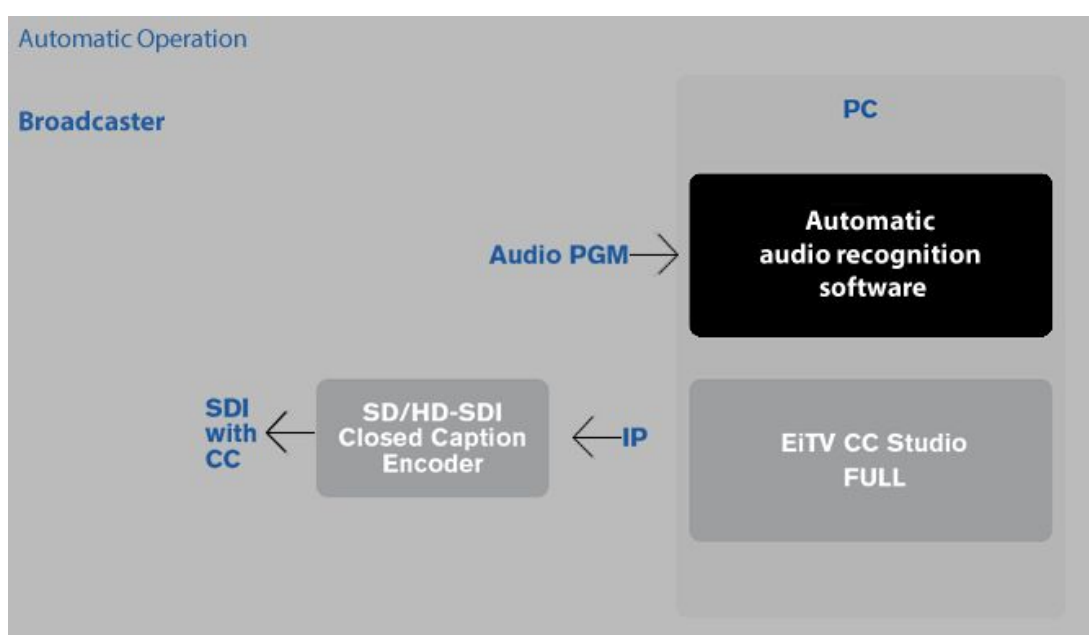 Automatic Operation
Broadcaster
PC
Automatic
audio recognition
software
Audio PGM
SDI
with
CC
SD/HD-SDI
Closed Caption
Encoder
IP
EiTV CC Studio
FULL